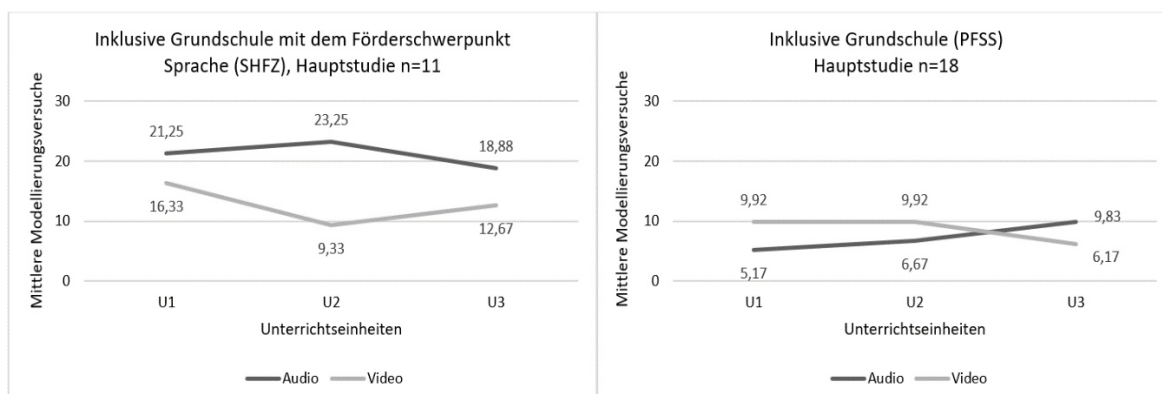 Inklusive Grundschule mit dem Förderschwerpunkt
Sprache (SHFZ), Hauptstudie n=11
Mittlere Modellierungsversuche
30
20
10
0
21,25
23,25
18,88
16,33
9,33
12,67
U1
U2
U3
Unterrichtseinheiten
Audio
Video
Inklusive Grundschule (PFSS)
Hauptstudie n=18
Mittlere Modellierungsversuche
30
20
10
0
9,92
9,92
9,83
5,17
6,67
6,17
U1
U2
U3
Unterrichtseinheiten
Audio
Video